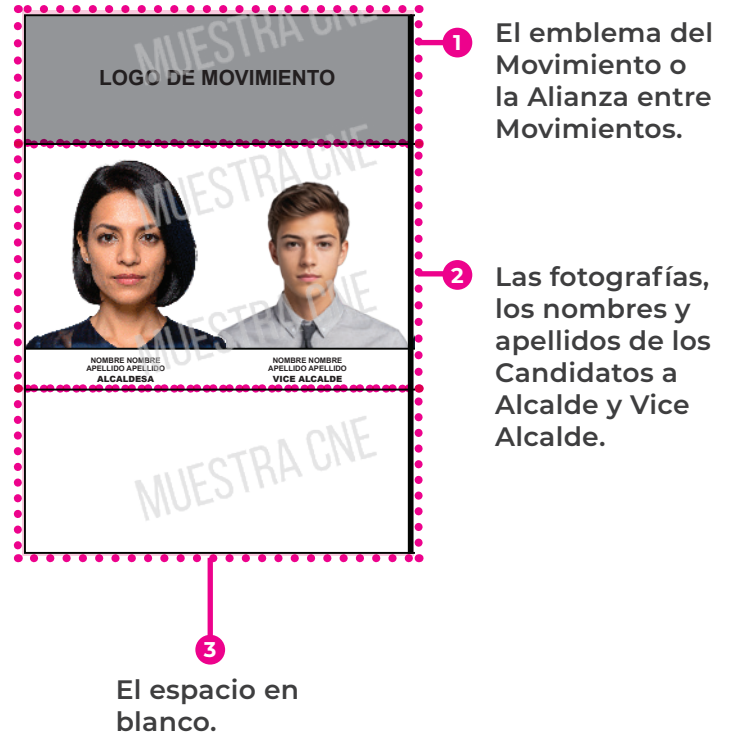 MUESTRA CNE
LOGO DE MOVIMIENTO
1
El emblema del
Movimiento o
la Alianza entre
Movimientos.
MUESTRA CNE
MUESTRA CNE
2
Las fotografías,
los nombres y
apellidos de los
Candidatos a
Alcalde y Vice
Alcalde.
NOMBRE NOMBRE
APELLIDO APELLIDO
ALCALDESA
NOMBRE NOMBRE
APELLIDO APELLIDO
VICE ALCALDE
MUESTRA CNE
3
El espacio en
blanco.